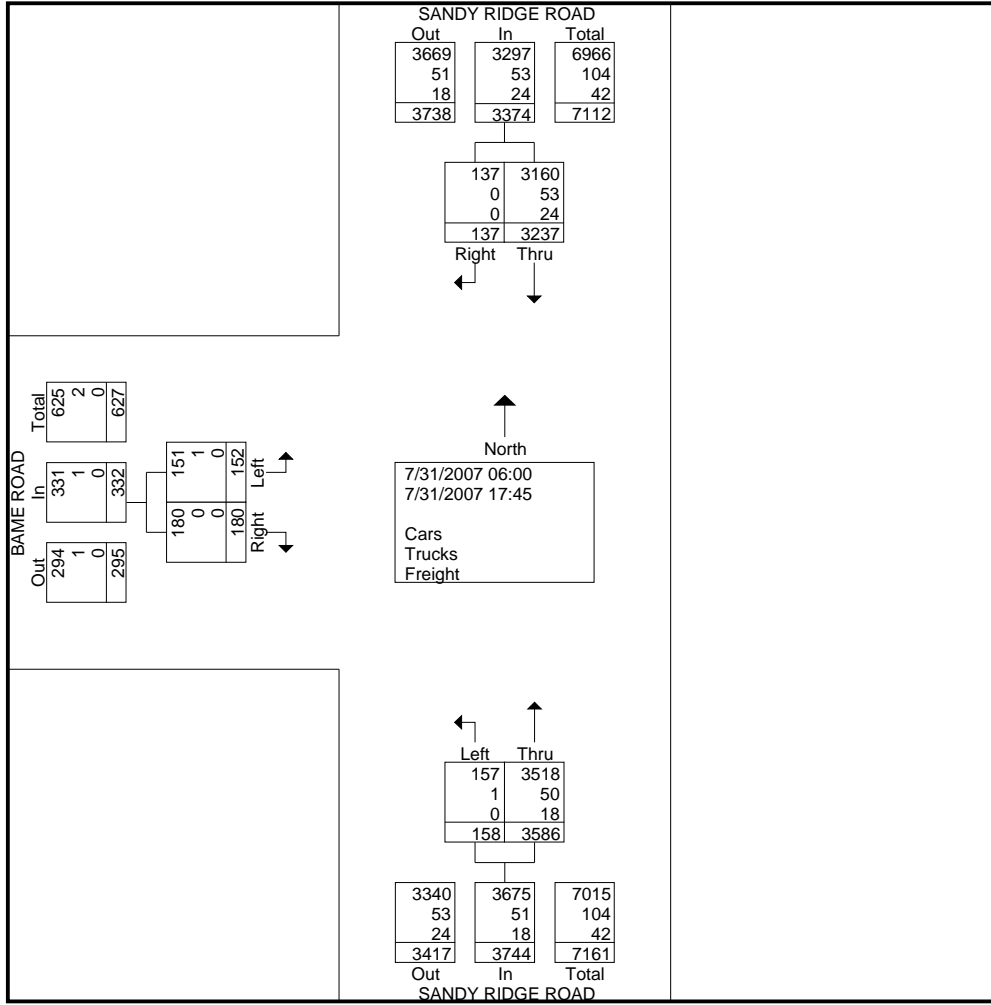 SANDY RIDGE ROAD
Out In Total
3669 3297 6966
51 53 104
18 24 42
3738 3374 7112
137 3160
0 53
0 24
137 3237
Right Thru
BAME ROAD
Total
625
2
0
627
In
331
1
0
332
Out
294
1
0
295
151
1
0
152
Left
180
0
0
180
Right
North
7/31/2007 06:00
7/31/2007 17:45
Cars
Trucks
Freight
Left Thru
157 3518
1 50
0 18
158 3586
3340 3675 7015
53 51 104
24 18 42
3417 3744 7161
Out In Total
SANDY RIDGE ROAD